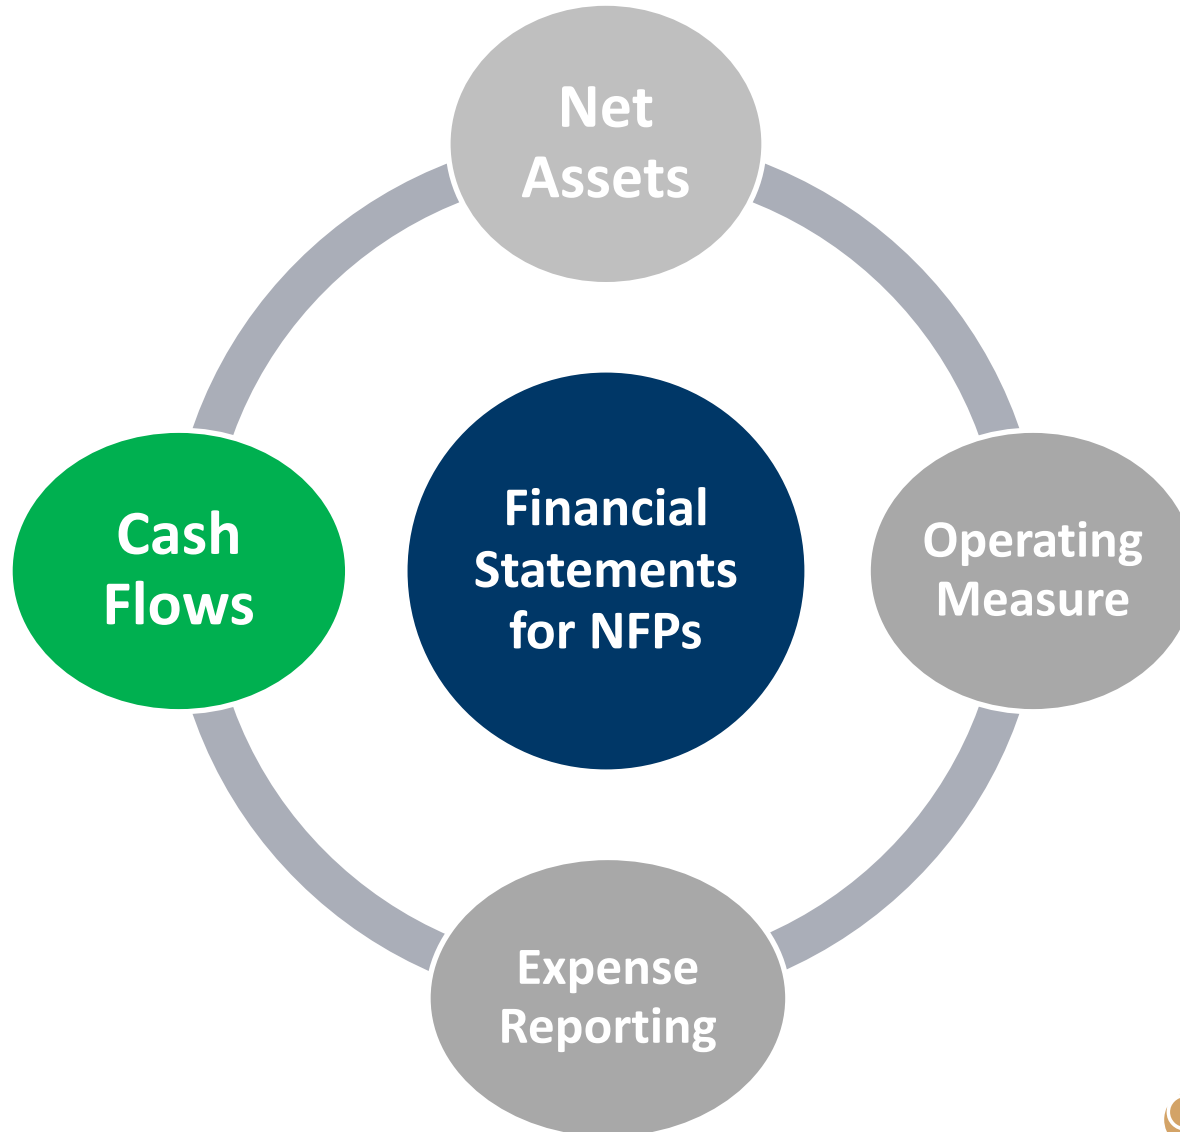 Net
Assets
Cash
Flows
Financial
Statements
for NFPs
Operating
Measure
Expense
Reporting